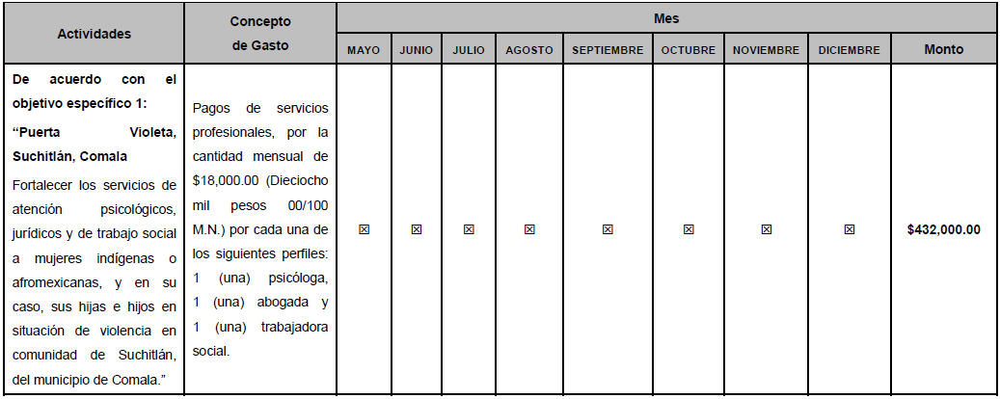 Actividades
Concepto
de Gasto
Mes
MAYO JUNIO JULIO AGOSTO SEPTIEMBRE OCTUBRE NOVIEMBRE DICIEMBRE Monto
De acuerdo con el
objetivo específico 1:
“Puerta Violeta,
Suchitlán, Comala
Fortalecer los servicios de
atención psicológicos,
jurídicos y de trabajo social
a mujeres indígenas o
afromexicanas, y en su
caso, sus hijas e hijos en
situación de violencia en
comunidad de Suchitlán,
del municipio de Comala.”
Pagos de servicios
profesionales, por la
cantidad mensual de
$18,000.00 (Dieciocho
mil pesos 00/100
M.N.) por cada una de
los siguientes perfiles:
1 (una) psicóloga,
1 (una) abogada y
1 (una) trabajadora
social.
☒ ☒ ☒ ☒ ☒ ☒ ☒ ☒ $432,000.00